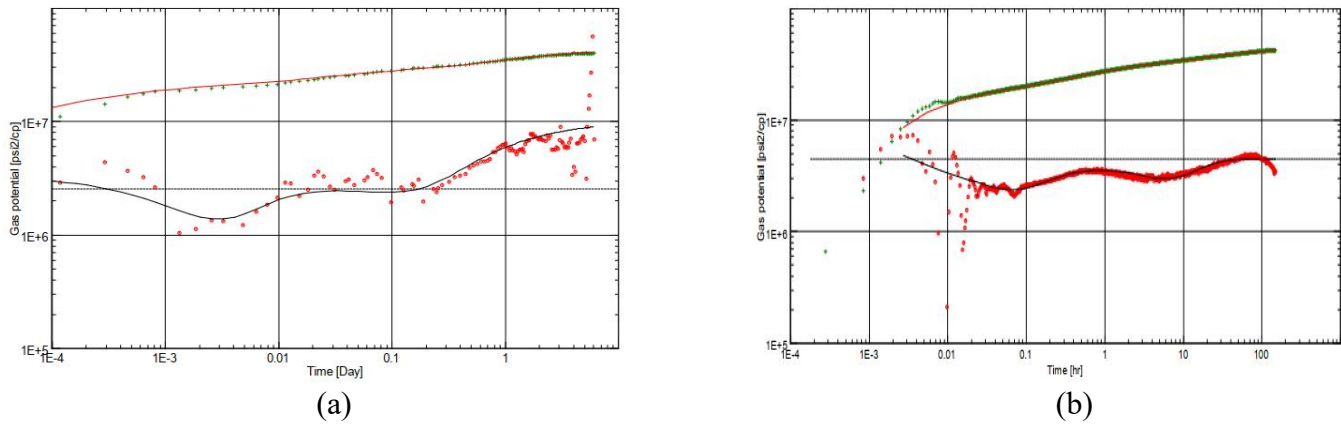 Gas potential [psi2/cp]
1E+7
1E+6
1E+5
1E-4
1E-3
0.01
0.1
1
Time [Day]
(a)
Gas potential [psi2/cp]
1E+7
1E+6
1E+5
1E-4
1E-3
0.01
0.1
1
10
100
Time [hr]
(b)